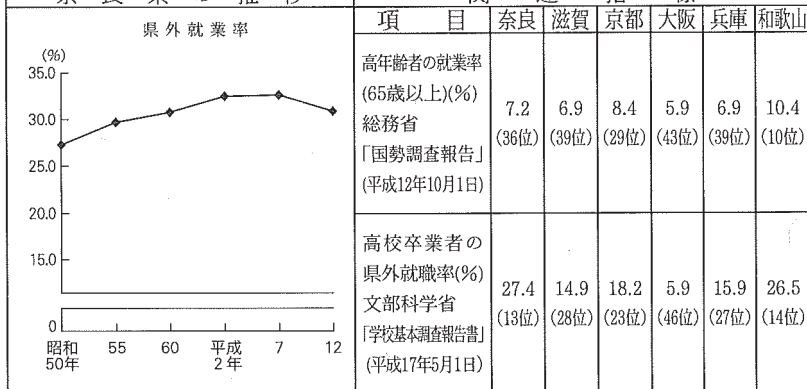 県外就業率
(%)
35.0
30.0
25.0
20.0
15.0
0
昭和
50年
55
60
平成
2年
7
12
項 目 奈良 滋賀 京都 大阪 兵庫 和歌山
高年齢者の就業率
(65歳以上)(%)
総務省
「国勢調査報告」
(平成12年10月1日)
7.2 6.9 8.4 5.9 6.9 10.4
(36位) (39位) (29位) (43位) (39位) (10位)
高校卒業者の
県外就職率(%)
文部科学省
「学校基本調査報告書」
(平成17年5月1日)
27.4 14.9 18.2 5.9 15.9 26.5
(13位) (28位) (23位) (46位) (27位) (14位)